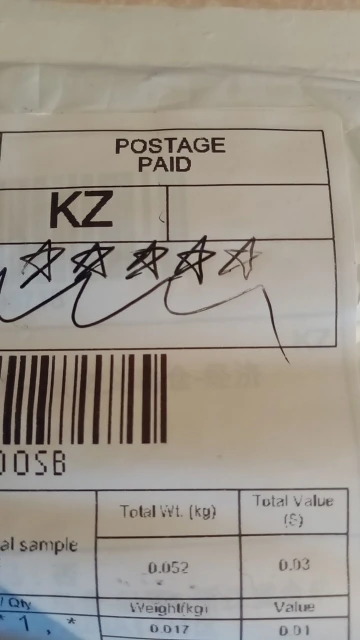 POSTAGE
PAID
KZ
OOSB
Total Wt. (kg) Total Value
($)
al sample
0.052 0.03
/ Qty Weight(kg) Value
* 1, * 0.017 0.01